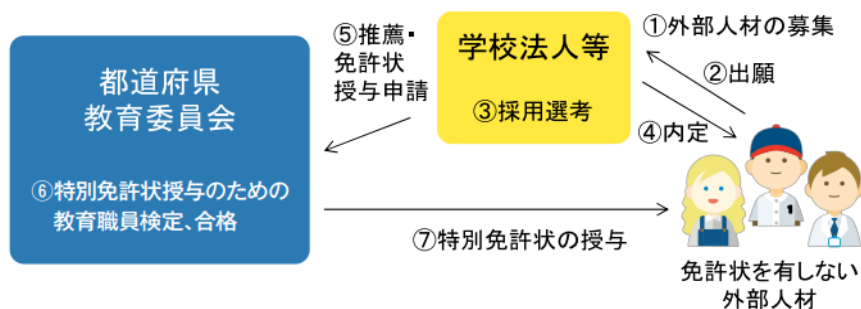 都道府県
教育委員会
⑥特別免許状授与のための
教育職員検定、合格
⑤推薦・
免許状
授与申請
学校法人等
③採用選考
①外部人材の募集
②出願
④内定
1
⑦特別免許状の授与
免許状を有しない
外部人材